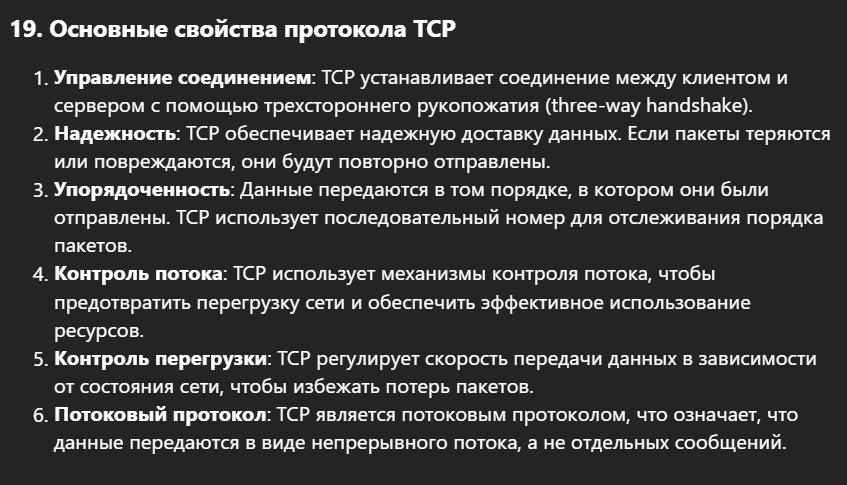 19. Основные свойства протокола TCP
1. Управление соединением: TCP устанавливает соединение между клиентом и
сервером с помощью трехстороннего рукопожатия (three-way handshake).
2. Надежность: TCP обеспечивает надежную доставку данных. Если пакеты теряются
или повреждаются, они будут повторно отправлены.
3. Упорядоченность: Данные передаются в том порядке, в котором они были
отправлены. TCP использует последовательный номер для отслеживания порядка
пакетов.
4. Контроль потока: TCP использует механизмы контроля потока, чтобы
предотвратить перегрузку сети и обеспечить эффективное использование
ресурсов.
5. Контроль перегрузки: TCP регулирует скорость передачи данных в зависимости
от состояния сети, чтобы избежать потерь пакетов.
6. Потоковый протокол: TCP является потоковым протоколом, что означает, что
данные передаются в виде непрерывного потока, а не отдельных сообщений.